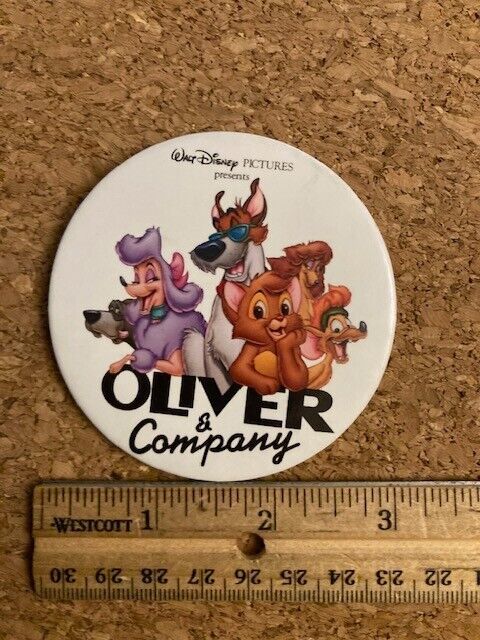 Walt Disney PICTURES
presents
OLIVER
&
Company
WESTCOTT 1 2 3
30 29 28 27 26 25 24 23 22